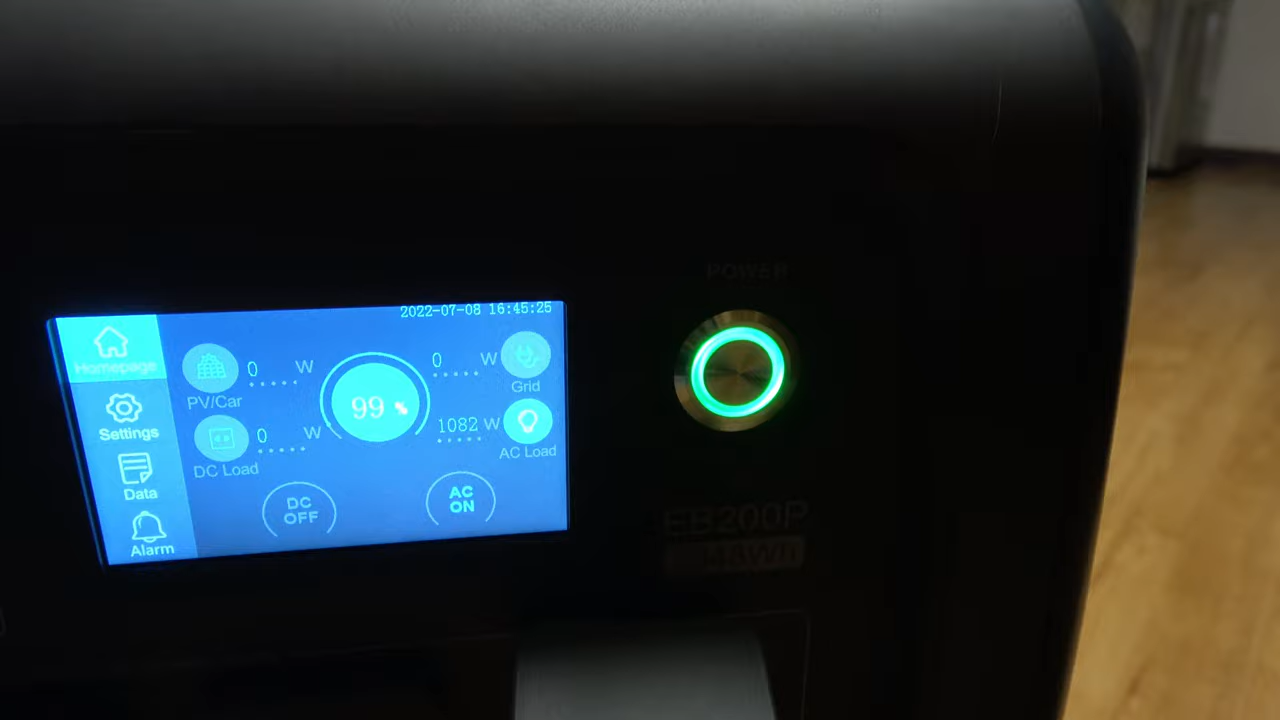 2022-07-08 16:45:25
Homepage
Settings
Data
Alarm
0 W
PV/Car
0 W
DC Load
99 %
0 W
Grid
1082 W
AC Load
DC
OFF
AC
ON
POWER
EB200P